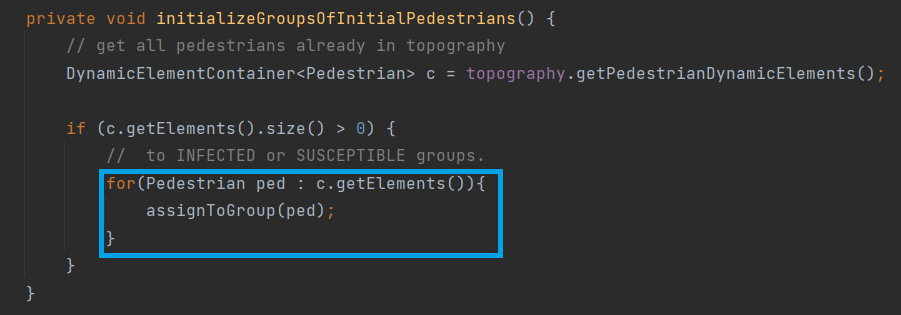 private void initializeGroupsOfInitialPedestrians() {
// get all pedestrians already in topography
DynamicElementContainer<Pedestrian> c = topography.getPedestrianDynamicElements();
if (c.getElements().size() > 0) {
//  to INFECTED or SUSCEPTIBLE groups.
for(Pedestrian ped : c.getElements()){
assignToGroup(ped);
}
}
}